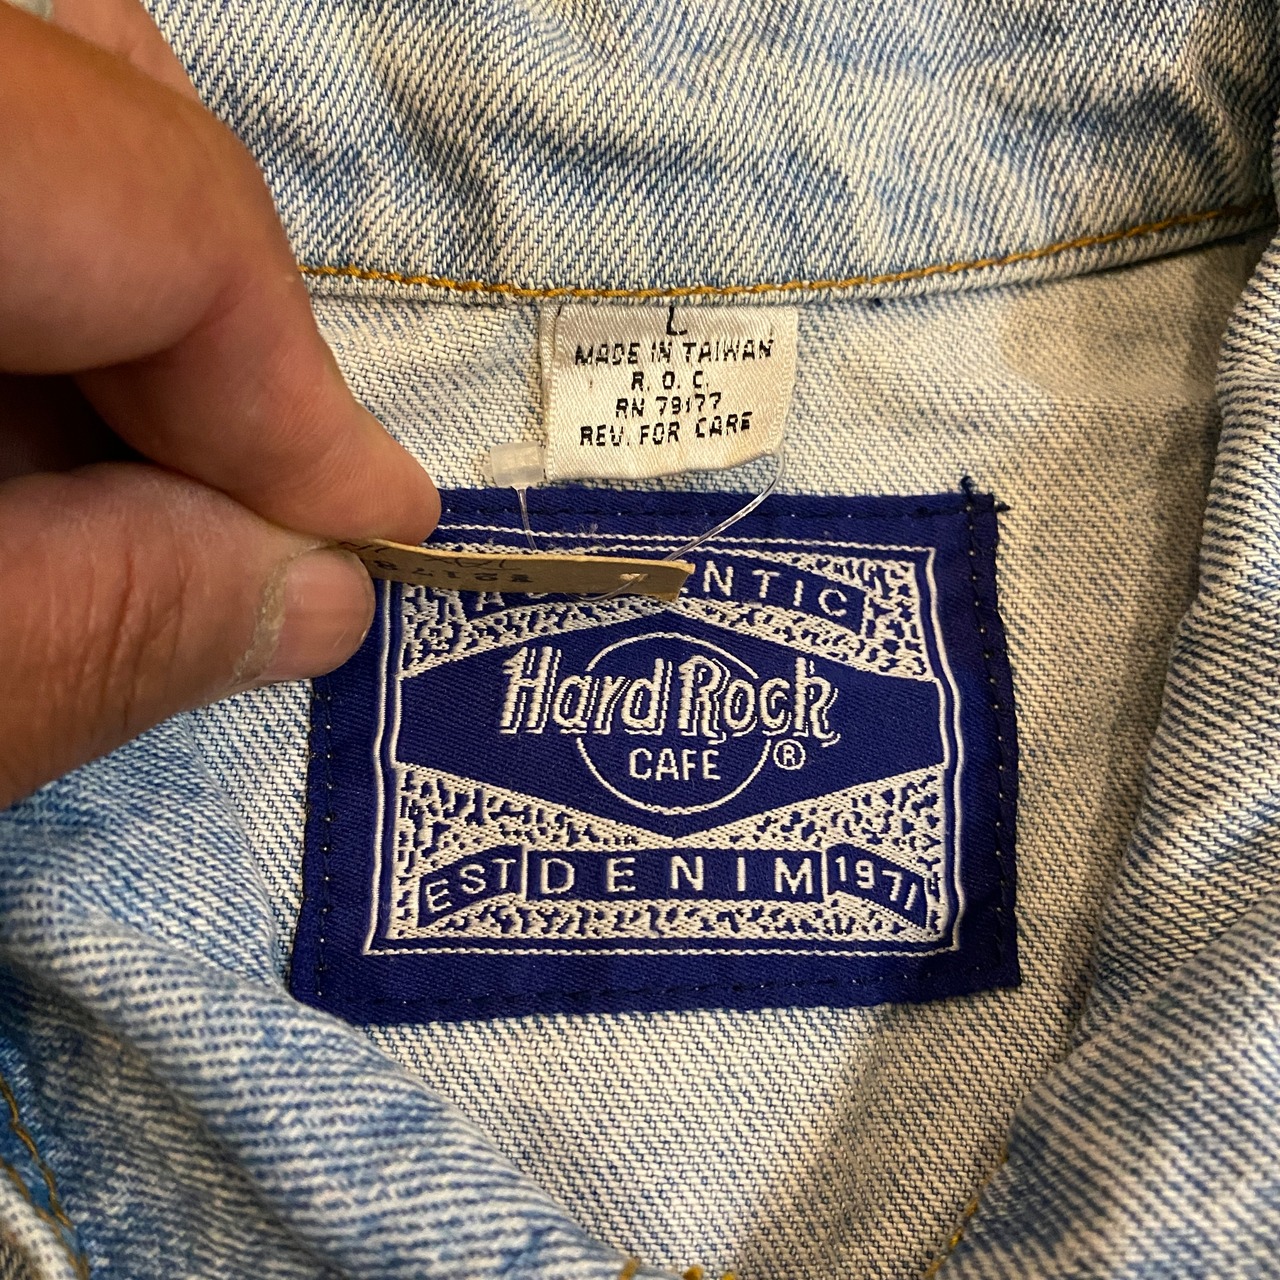 L
MADE IN TAIWAN
R. O. C.
RN 79177
REV. FOR CARE
NTIC
Hard Rock
CAFE ®
EST DENIM 1971